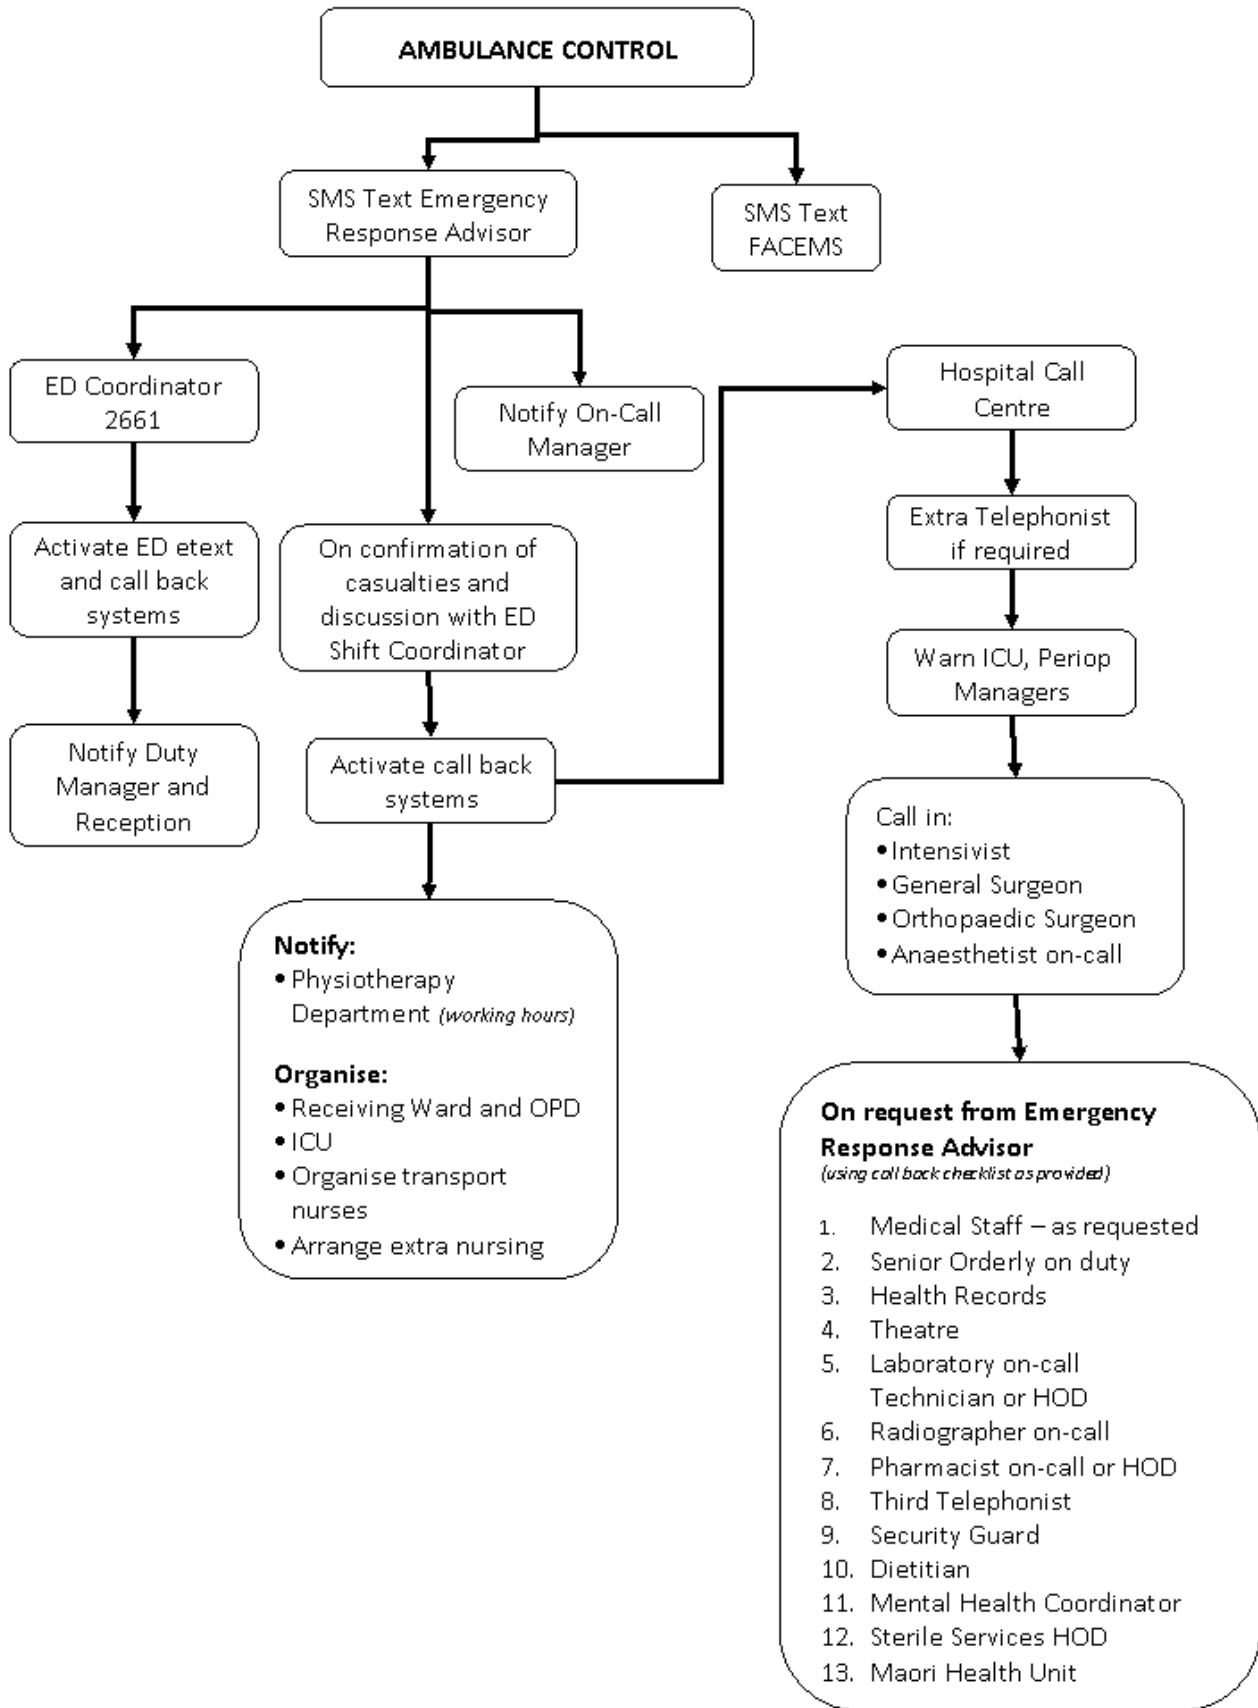 AMBULANCE CONTROL
SMS Text Emergency
Response Advisor
SMS Text
FACEMS
ED Coordinator
2661
Notify On-Call
Manager
Hospital Call
Centre
Activate ED etext
and call back
systems
On confirmation of
casualties and
discussion with ED
Shift Coordinator
Extra Telephonist
if required
Warn ICU, Periop
Managers
Notify Duty
Manager and
Reception
Activate call back
systems
Call in:
• Intensivist
• General Surgeon
• Orthopaedic Surgeon
• Anaesthetist on-call
Notify:
• Physiotherapy
Department (working hours)
Organise:
• Receiving Ward and OPD
• ICU
• Organise transport
nurses
• Arrange extra nursing
On request from Emergency
Response Advisor
(using call back checklist as provided)
1. Medical Staff – as requested
2. Senior Orderly on duty
3. Health Records
4. Theatre
5. Laboratory on-call
Technician or HOD
6. Radiographer on-call
7. Pharmacist on-call or HOD
8. Third Telephonist
9. Security Guard
10. Dietitian
11. Mental Health Coordinator
12. Sterile Services HOD
13. Maori Health Unit